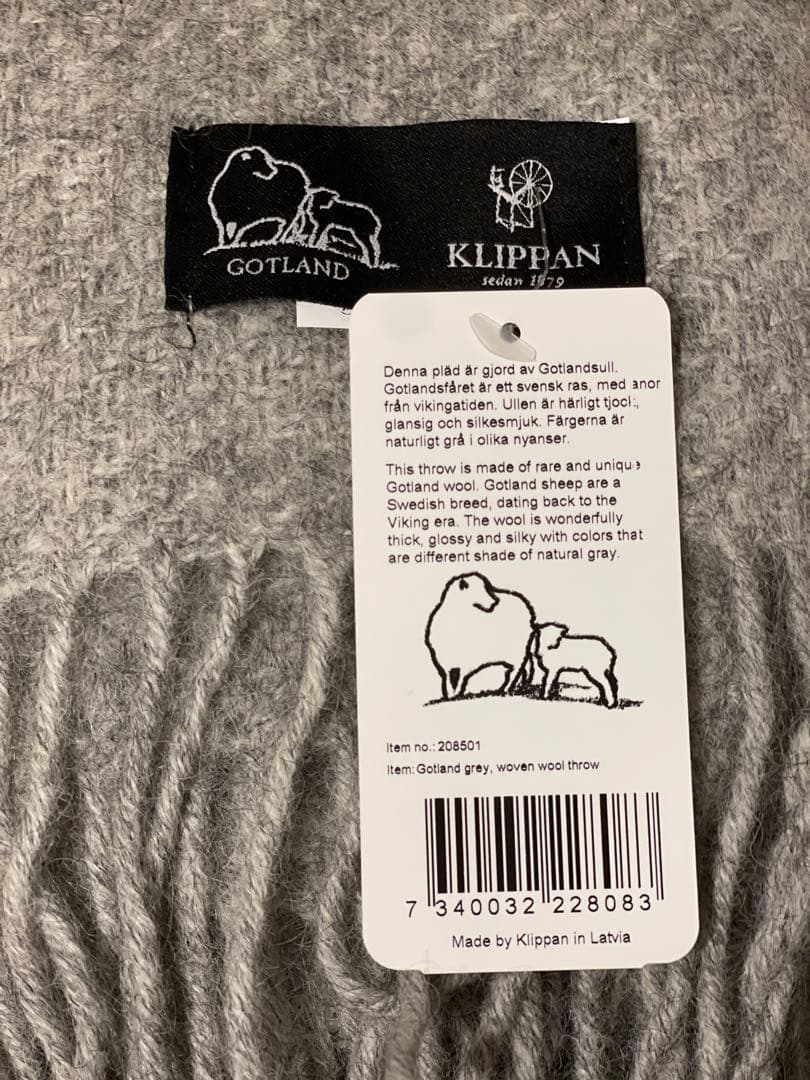 GOTLAND
KLIPPAN
sedan 1979
Denna pläd är gjord av Gotlandsull.
Gotlandsfåret är ett svensk ras, med anor
från vikingatiden. Ullen är härligt tjock,
glansig och silkesmjuk. Färgerna är
naturligt grå i olika nyanser.
This throw is made of rare and unique
Gotland wool. Gotland sheep are a
Swedish breed, dating back to the
Viking era. The wool is wonderfully
thick, glossy and silky with colors that
are different shade of natural gray.
Item no.: 208501
Item: Gotland grey, woven wool throw
7 340032 228083
Made by Klippan in Latvia